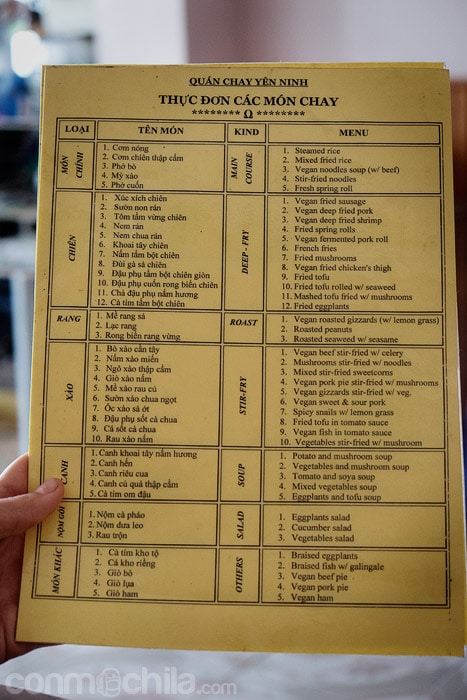 QUÁN CHAY YÊN NINH
THỰC ĐƠN CÁC MÓN CHAY
******** Ω ********
LOẠI TÊN MÓN KIND MENU
MÓN CHÍNH
1. Cơm nóng
2. Cơm chiên thập cẩm
3. Phở bò
4. Mỳ xào
5. Phở cuốn
MAIN COURSE
1. Steamed rice
2. Mixed fried rice
3. Vegan noodles soup (w/ beef)
4. Stir-fried noodles
5. Fresh spring roll
CHIÊN
1. Xúc xích chiên
2. Sườn non rán
3. Tôm tẩm vừng chiên
4. Nem rán
5. Nem chua rán
6. Khoai tây chiên
7. Nấm tẩm bột chiên
8. Đùi gà sả chiên
9. Đậu phụ tẩm bột chiên giòn
10. Đậu phụ cuốn rong biển chiên
11. Chả đậu phụ nấm hương
12. Cà tím tẩm bột chiên
DEEP - FRY
1. Vegan fried sausage
2. Vegan deep fried pork
3. Vegan deep fried shrimp
4. Fried spring rolls
5. Vegan fermented pork roll
6. French fries
7. Fried mushrooms
8. Vegan fried chicken's thigh
9. Fried tofu
10. Fried tofu rolled w/ seaweed
11. Mashed tofu fried w/ mushrooms
12. Fried eggplants
RANG
1. Mề rang sả
2. Lạc rang
3. Rong biển rang vừng
ROAST
1. Vegan roasted gizzards (w/ lemon grass)
2. Roasted peanuts
3. Roasted seaweed w/ seasame
XÀO
1. Bò xào cần tây
2. Nấm xào miến
3. Ngô xào thập cẩm
4. Giò xào nấm
5. Mề xào rau củ
6. Sườn xào chua ngọt
7. Ốc xào sả ớt
8. Đậu phụ sốt cà chua
9. Cá sốt cà chua
10. Rau xào nấm
STIR-FRY
1. Vegan beef stir-fried w/ celery
2. Mushrooms stir-fried w/ noodles
3. Mixed stir-fried sweetcorns
4. Vegan pork pie stir-fried w/ mushrooms
5. Vegan gizzards stir-fried w/ veg.
6. Vegan sweet & sour pork
7. Spicy snails w/ lemon grass
8. Fried tofu in tomato sauce
9. Vegan fish in tomato sauce
10. Vegetables stir-fried w/ mushroom
CANH
1. Canh khoai tây nấm hương
2. Canh hến
3. Canh riêu cua
4. Canh củ quả thập cẩm
5. Cà tím om đậu
SOUP
1. Potato and mushroom soup
2. Vegetables and mushroom soup
3. Tomato and soya soup
4. Mixed vegetables soup
5. Eggplants and tofu soup
NỘM GỎI
1. Nộm cà pháo
2. Nộm dưa leo
3. Rau trộn
SALAD
1. Eggplants salad
2. Cucumber salad
3. Vegetables salad
MÓN KHÁC
1. Cà tím kho tộ
2. Cá kho riềng
3. Giò bò
4. Giò lụa
5. Giò ham
OTHERS
1. Braised eggplants
2. Braised fish w/ galingale
3. Vegan beef pie
4. Vegan pork pie
5. Vegan ham
conmochila.com